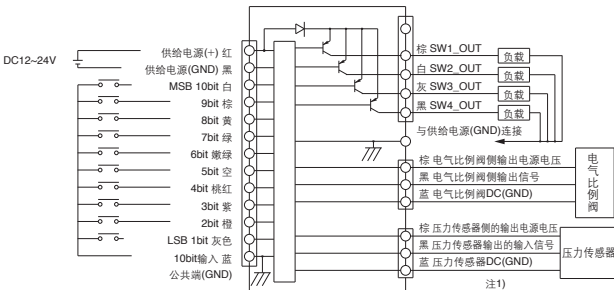 DC12~24V
供给电源(+) 红
供给电源(GND) 黑
MSB 10bit 白
9bit 棕
8bit 黄
7bit 绿
6bit 嫩绿
5bit 空
4bit 桃红
3bit 紫
2bit 橙
LSB 1bit 灰色
10bit输入 蓝
公共端(GND)
棕 SW1_OUT
负载
白 SW2_OUT
负载
灰 SW3_OUT
负载
黑 SW4_OUT
负载
与供给电源(GND)连接
棕 电气比例阀侧输出电源电压
黑 电气比例阀侧输出信号
蓝 电气比例阀DC(GND)
电气比例阀
棕 压力传感器侧的输出电源电压
黑 压力传感器输出的输入信号
蓝 压力传感器DC(GND)
压力传感器
注1)